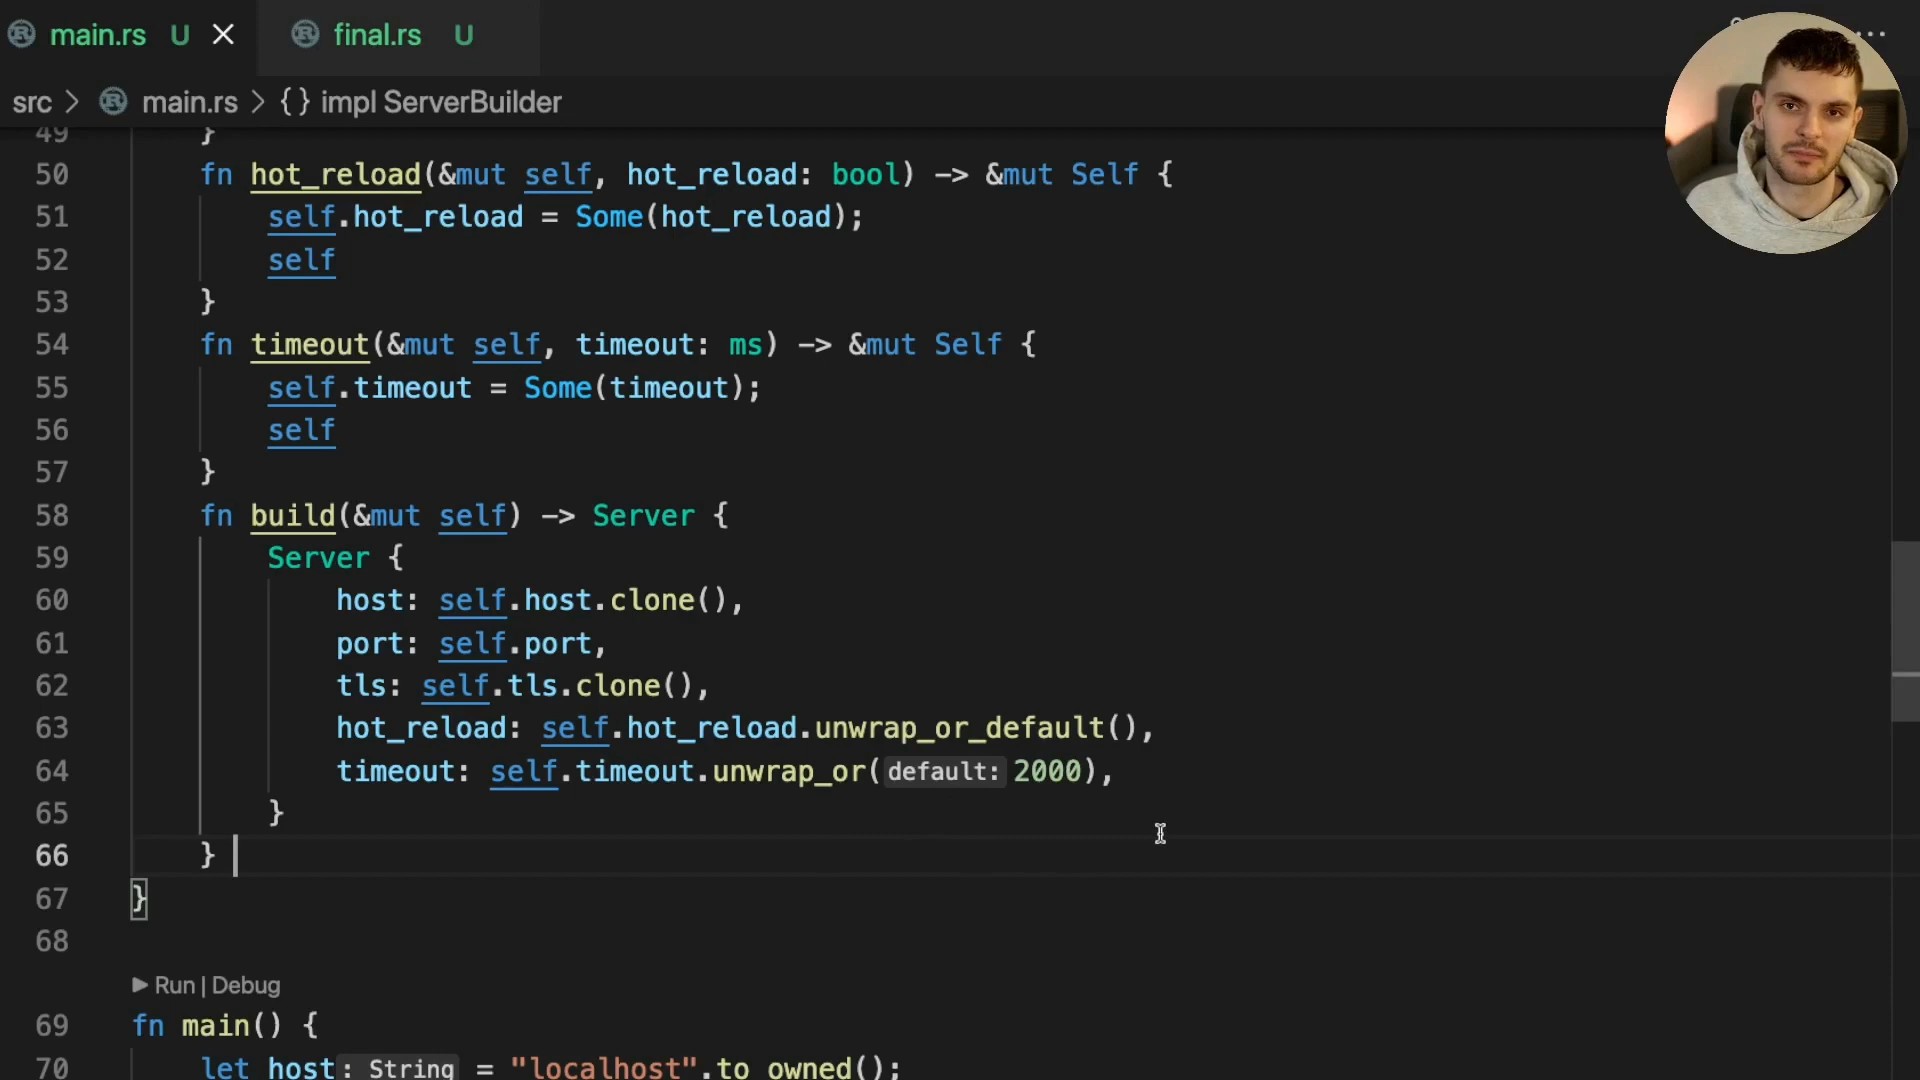 main.rs U
final.rs U
src > main.rs > {} impl ServerBuilder
49 }
50 fn hot_reload(&mut self, hot_reload: bool) -> &mut Self {
51 self.hot_reload = Some(hot_reload);
52 self
53 }
54 fn timeout(&mut self, timeout: ms) -> &mut Self {
55 self.timeout = Some(timeout);
56 self
57 }
58 fn build(&mut self) -> Server {
59 Server {
60 host: self.host.clone(),
61 port: self.port,
62 tls: self.tls.clone(),
63 hot_reload: self.hot_reload.unwrap_or_default(),
64 timeout: self.timeout.unwrap_or(default: 2000),
65 }
66 }
67 }
68
Run | Debug
69 fn main() {
70 let host: String = "localhost".to_owned();